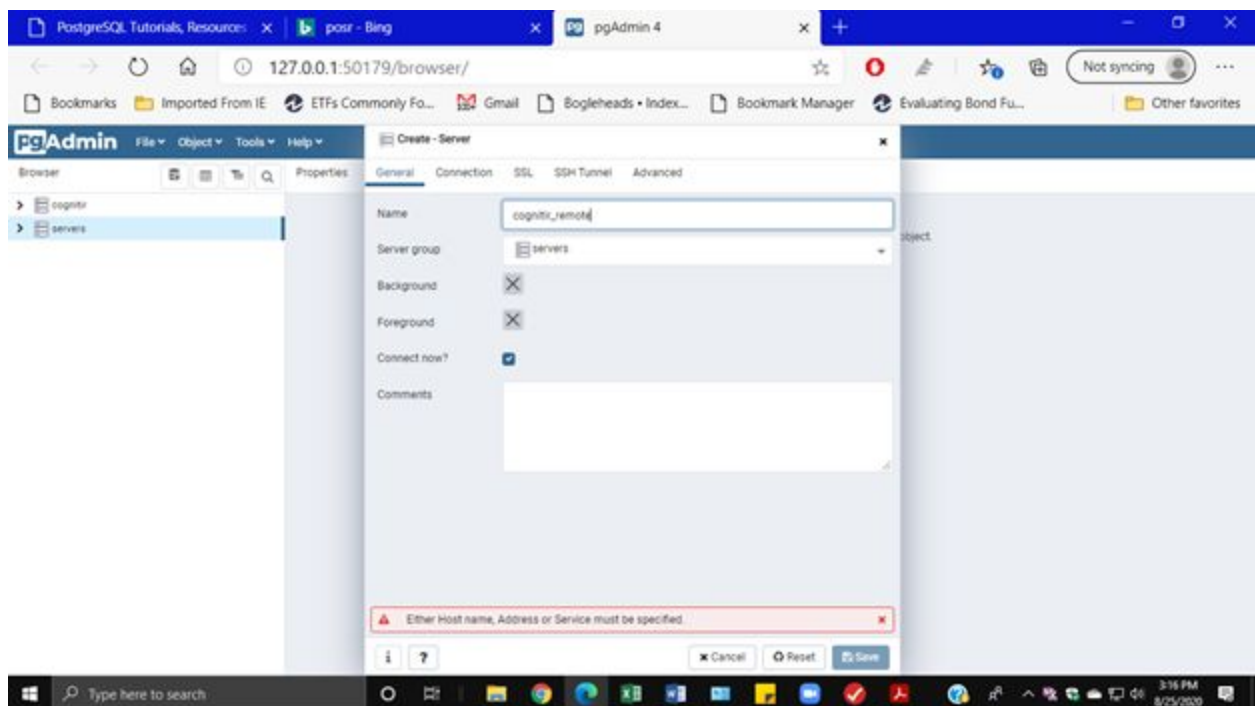 PostgreSQL Tutorials, Resources
posr - Bing
pgAdmin 4
127.0.0.1:50179/browser/
Not syncing
Bookmarks
Imported From IE
ETFs Commonly Fo...
Gmail
Bogleheads • Index...
Bookmark Manager
Evaluating Bond Fu...
Other favorites
PgAdmin
File
Object
Tools
Help
Create - Server
Browser
Properties
General
Connection
SSL
SSH Tunnel
Advanced
cognitir
servers
Name
cognitir_remote
Server group
servers
object.
Background
Foreground
Connect now?
Comments
Either Host name, Address or Service must be specified.
i
?
Cancel
Reset
Save
Type here to search
3:16 PM
8/25/2020